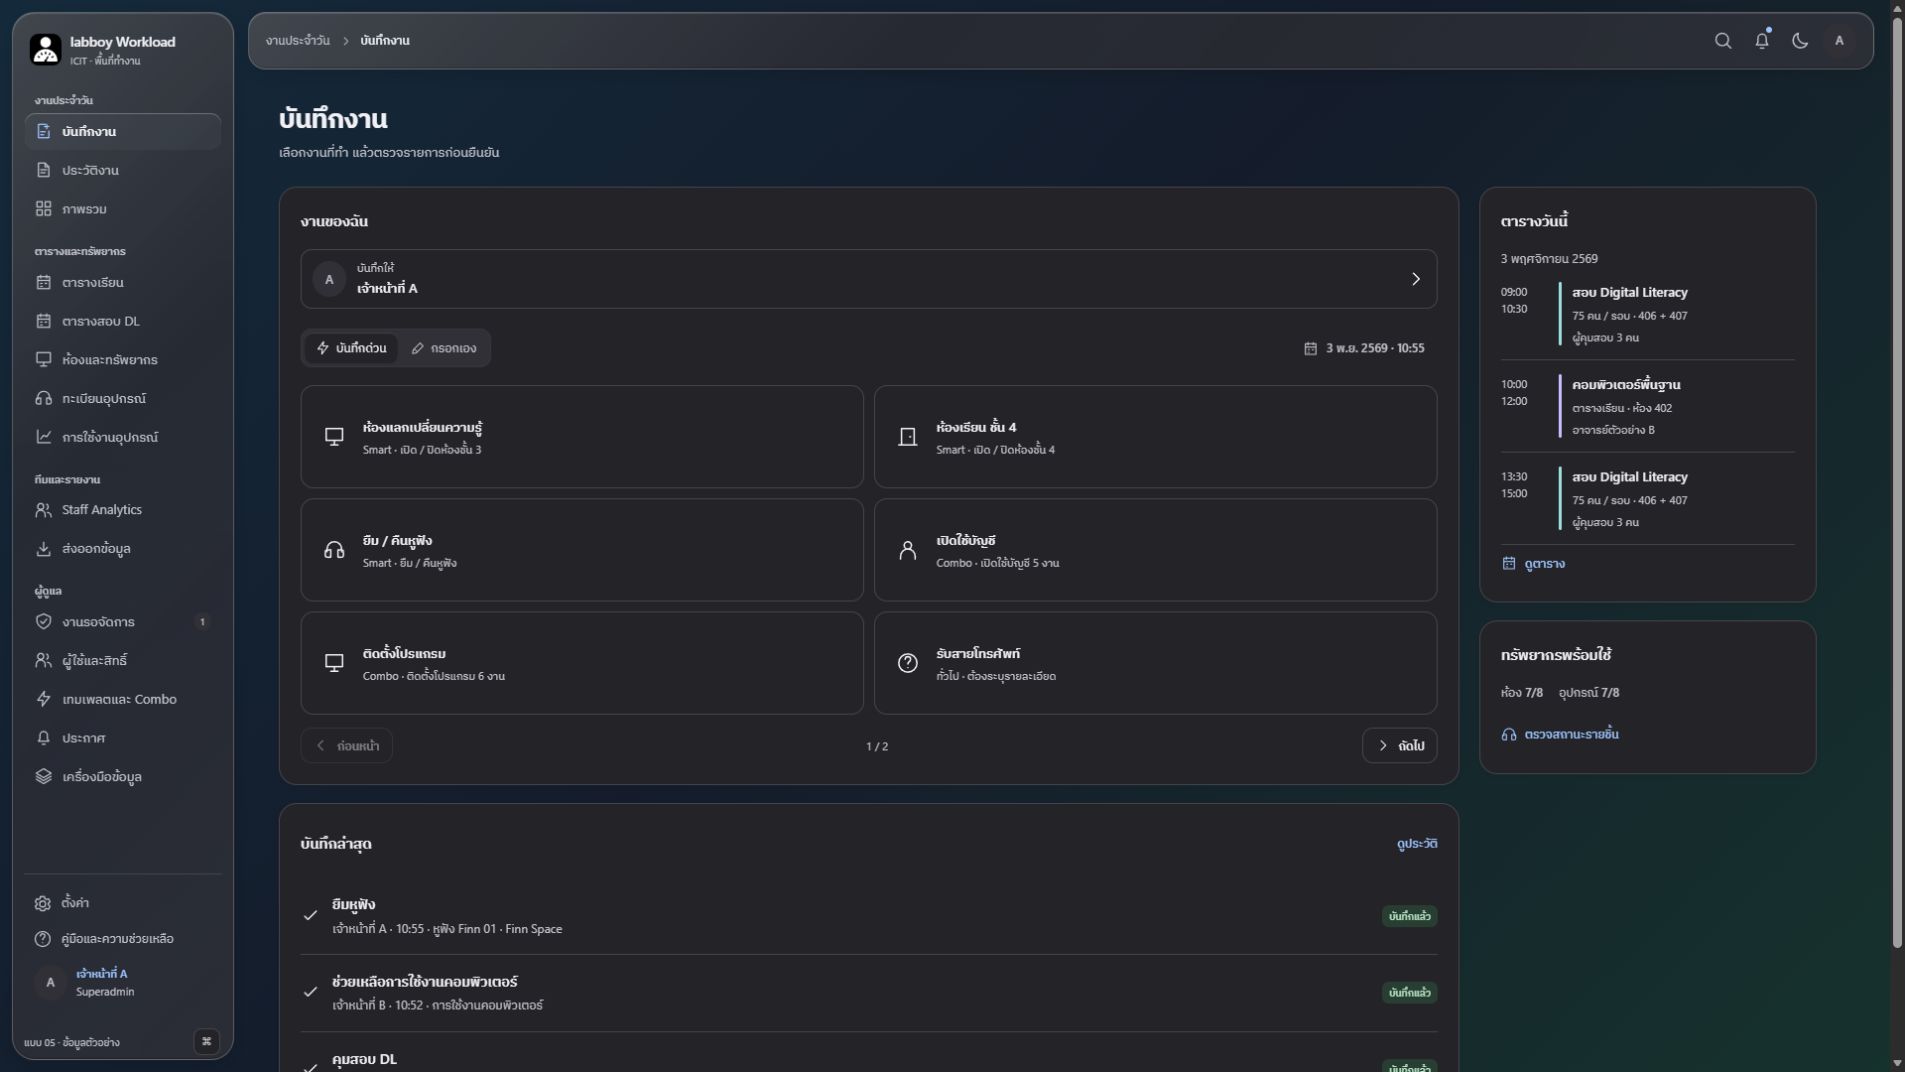 labboy Workload
ICIT · พื้นที่ทำงาน
งานประจำวัน
บันทึกงาน
ประวัติงาน
ภาพรวม
ตารางและทรัพยากร
ตารางเรียน
ตารางสอบ DL
ห้องและทรัพยากร
ทะเบียนอุปกรณ์
การใช้งานอุปกรณ์
ทีมและรายงาน
Staff Analytics
ส่งออกข้อมูล
ผู้ดูแล
งานรอจัดการ 1
ผู้ใช้และสิทธิ์
เทมเพลตและ Combo
ประกาศ
เครื่องมือข้อมูล
ตั้งค่า
คู่มือและความช่วยเหลือ
A
เจ้าหน้าที่ A
Superadmin
แบบ 05 · ข้อมูลตัวอย่าง ⌘
งานประจำวัน > บันทึกงาน
A
บันทึกงาน
เลือกงานที่ทำ แล้วตรวจรายการก่อนยืนยัน
งานของฉัน
A
บันทึกให้
เจ้าหน้าที่ A
บันทึกด่วน กรอกเอง
3 พ.ย. 2569 · 10:55
ห้องแลกเปลี่ยนความรู้
Smart · เปิด / ปิดห้องชั้น 3
ห้องเรียน ชั้น 4
Smart · เปิด / ปิดห้องชั้น 4
ยืม / คืนหูฟัง
Smart · ยืม / คืนหูฟัง
เปิดใช้บัญชี
Combo · เปิดใช้บัญชี 5 งาน
ติดตั้งโปรแกรม
Combo · ติดตั้งโปรแกรม 6 งาน
รับสายโทรศัพท์
ทั่วไป · ต้องระบุรายละเอียด
ก่อนหน้า
1 / 2
ถัดไป
บันทึกล่าสุด
ดูประวัติ
ยืมหูฟัง
เจ้าหน้าที่ A · 10:55 · หูฟัง Finn 01 · Finn Space
บันทึกแล้ว
ช่วยเหลือการใช้งานคอมพิวเตอร์
เจ้าหน้าที่ B · 10:52 · การใช้งานคอมพิวเตอร์
บันทึกแล้ว
คุมสอบ DL
บันทึกแล้ว
ตารางวันนี้
3 พฤศจิกายน 2569
09:00
10:30
สอบ Digital Literacy
75 คน / รอบ · 406 + 407
ผู้คุมสอบ 3 คน
10:00
12:00
คอมพิวเตอร์พื้นฐาน
ตารางเรียน · ห้อง 402
อาจารย์ตัวอย่าง B
13:30
15:00
สอบ Digital Literacy
75 คน / รอบ · 406 + 407
ผู้คุมสอบ 3 คน
ดูตาราง
ทรัพยากรพร้อมใช้
ห้อง 7/8 อุปกรณ์ 7/8
ตรวจสถานะรายชิ้น